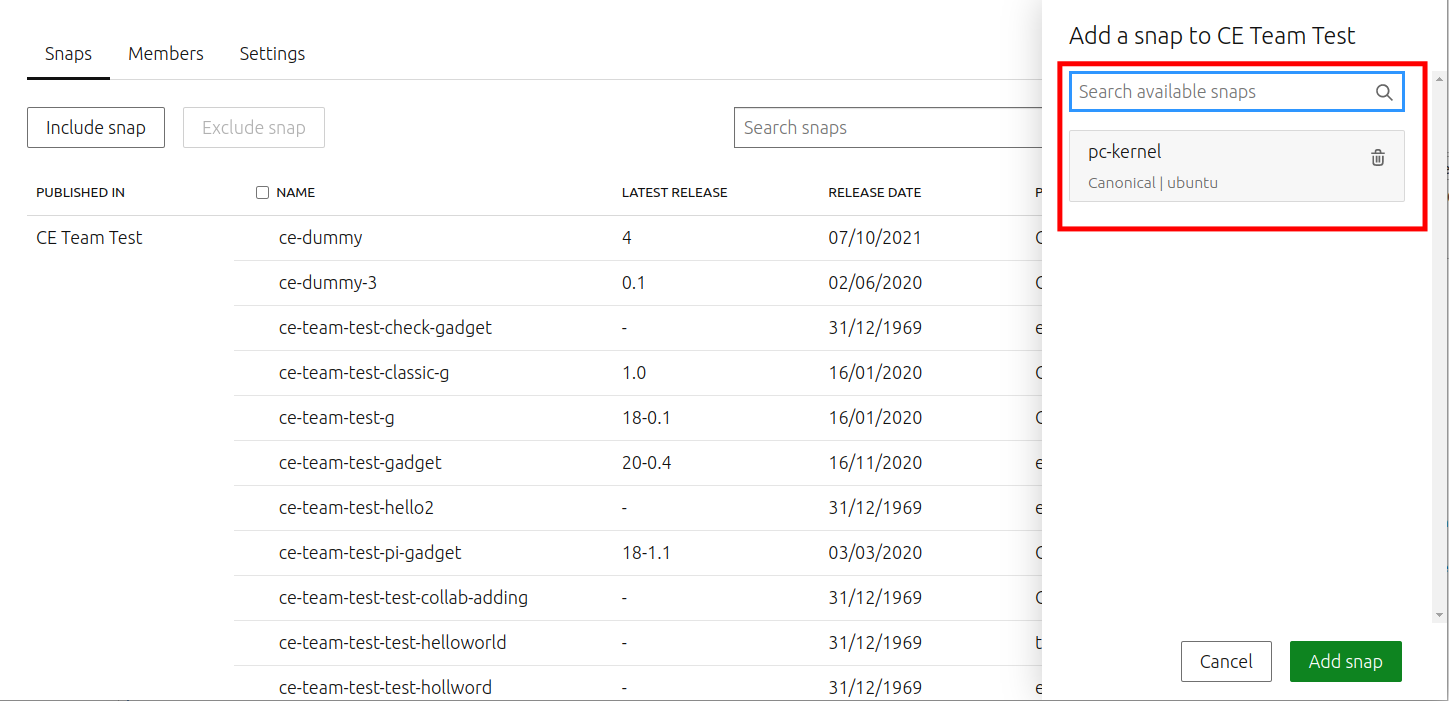 Snaps Members Settings
Include snap Exclude snap Search snaps
PUBLISHED IN NAME LATEST RELEASE RELEASE DATE
CE Team Test ce-dummy 4 07/10/2021
ce-dummy-3 0.1 02/06/2020
ce-team-test-check-gadget - 31/12/1969
ce-team-test-classic-g 1.0 16/01/2020
ce-team-test-g 18-0.1 16/01/2020
ce-team-test-gadget 20-0.4 16/11/2020
ce-team-test-hello2 - 31/12/1969
ce-team-test-pi-gadget 18-1.1 03/03/2020
ce-team-test-test-collab-adding - 31/12/1969
ce-team-test-test-helloworld - 31/12/1969
ce-team-test-test-hollword - 31/12/1969
Add a snap to CE Team Test
Search available snaps
pc-kernel
Canonical | ubuntu
Cancel Add snap